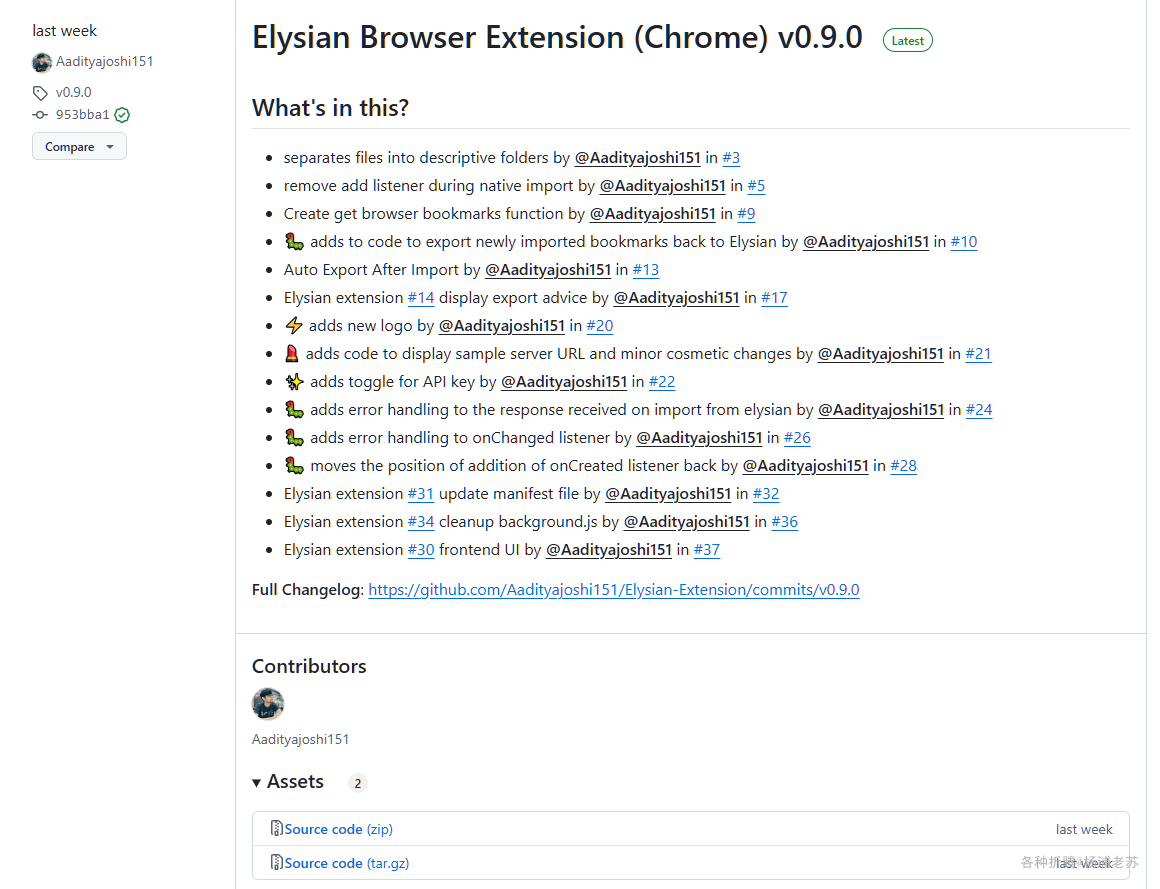 last week
Aadityajoshi151
v0.9.0
953bba1
Compare
Elysian Browser Extension (Chrome) v0.9.0 Latest
What's in this?
separates files into descriptive folders by @Aadityajoshi151 in #3
remove add listener during native import by @Aadityajoshi151 in #5
Create get browser bookmarks function by @Aadityajoshi151 in #9
🐛 adds to code to export newly imported bookmarks back to Elysian by @Aadityajoshi151 in #10
Auto Export After Import by @Aadityajoshi151 in #13
Elysian extension #14 display export advice by @Aadityajoshi151 in #17
⚡ adds new logo by @Aadityajoshi151 in #20
🚨 adds code to display sample server URL and minor cosmetic changes by @Aadityajoshi151 in #21
✨ adds toggle for API key by @Aadityajoshi151 in #22
🐛 adds error handling to the response received on import from elysian by @Aadityajoshi151 in #24
🐛 adds error handling to onChanged listener by @Aadityajoshi151 in #26
🐛 moves the position of addition of onCreated listener back by @Aadityajoshi151 in #28
Elysian extension #31 update manifest file by @Aadityajoshi151 in #32
Elysian extension #34 cleanup background.js by @Aadityajoshi151 in #36
Elysian extension #30 frontend UI by @Aadityajoshi151 in #37
Full Changelog: https://github.com/Aadityajoshi151/Elysian-Extension/commits/v0.9.0
Contributors
Aadityajoshi151
Assets 2
Source code (zip) last week
Source code (tar.gz) last week
各种折腾 老苏